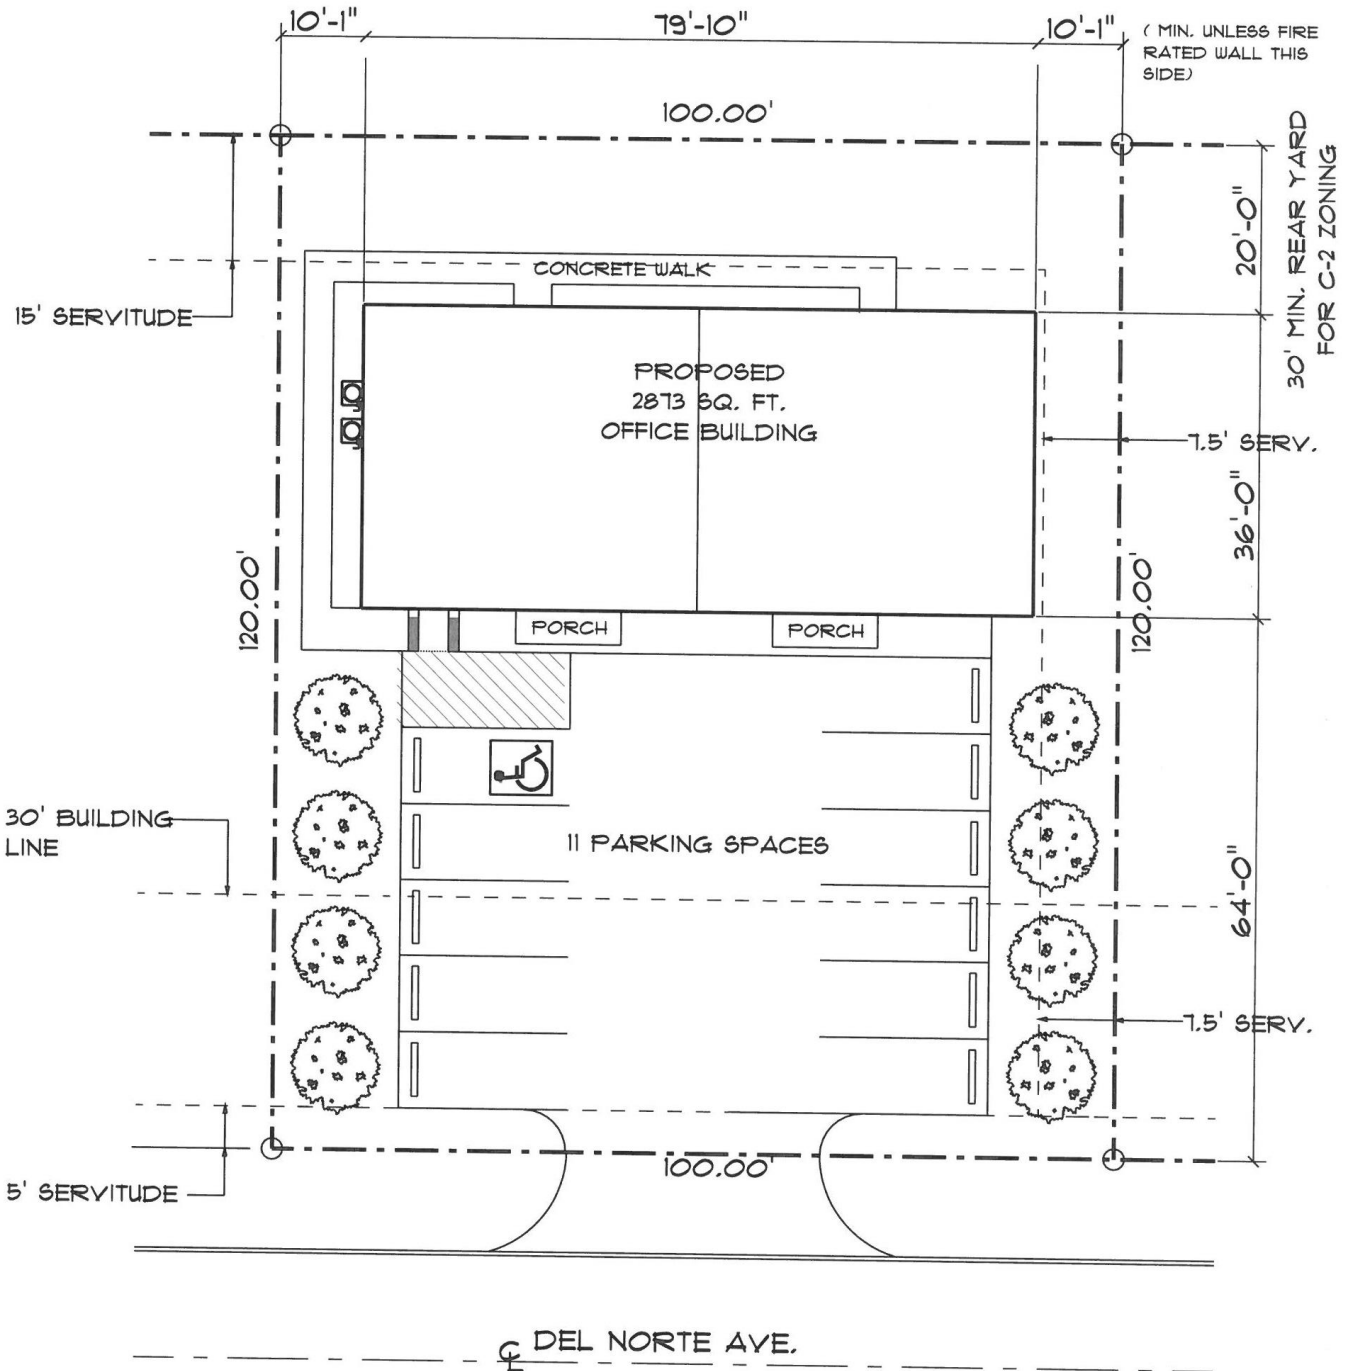 10'-1"
79'-10"
10'-1"
( MIN. UNLESS FIRE
RATED WALL THIS
SIDE)
100.00'
20'-0"
30' MIN. REAR YARD
FOR C-2 ZONING
CONCRETE WALK
15' SERVITUDE
PROPOSED
2873 SQ. FT.
OFFICE BUILDING
7.5' SERV.
36'-0"
120.00'
120.00'
PORCH
PORCH
30' BUILDING
LINE
11 PARKING SPACES
64'-0"
7.5' SERV.
100.00'
5' SERVITUDE
DEL NORTE AVE.